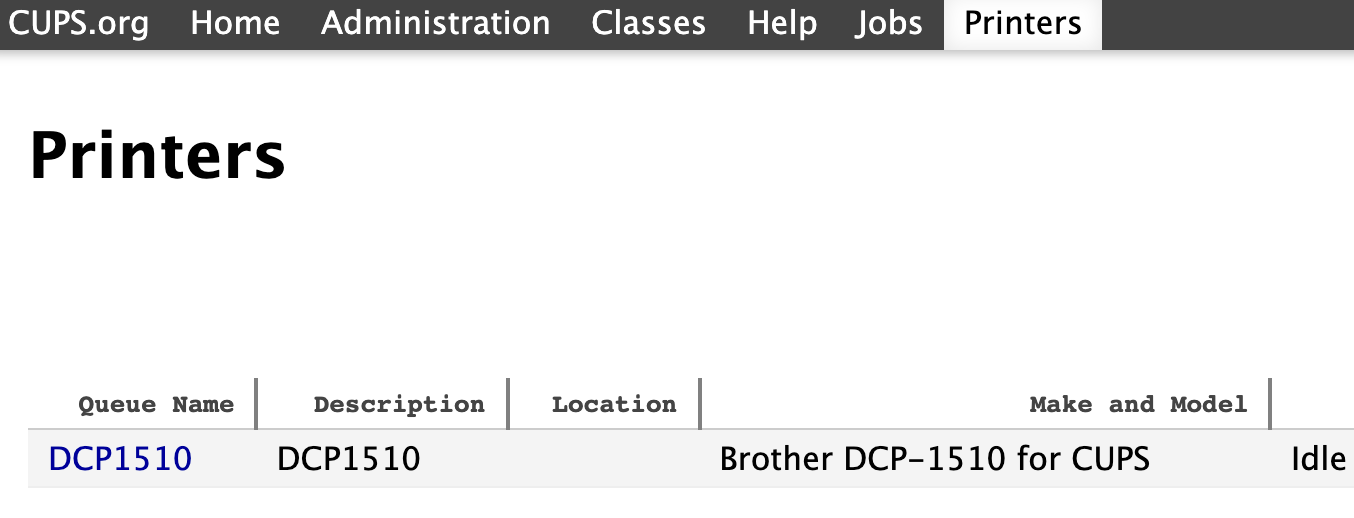 CUPS.org Home Administration Classes Help Jobs Printers
Printers
Queue Name Description Location Make and Model
DCP1510 DCP1510 Brother DCP-1510 for CUPS Idle